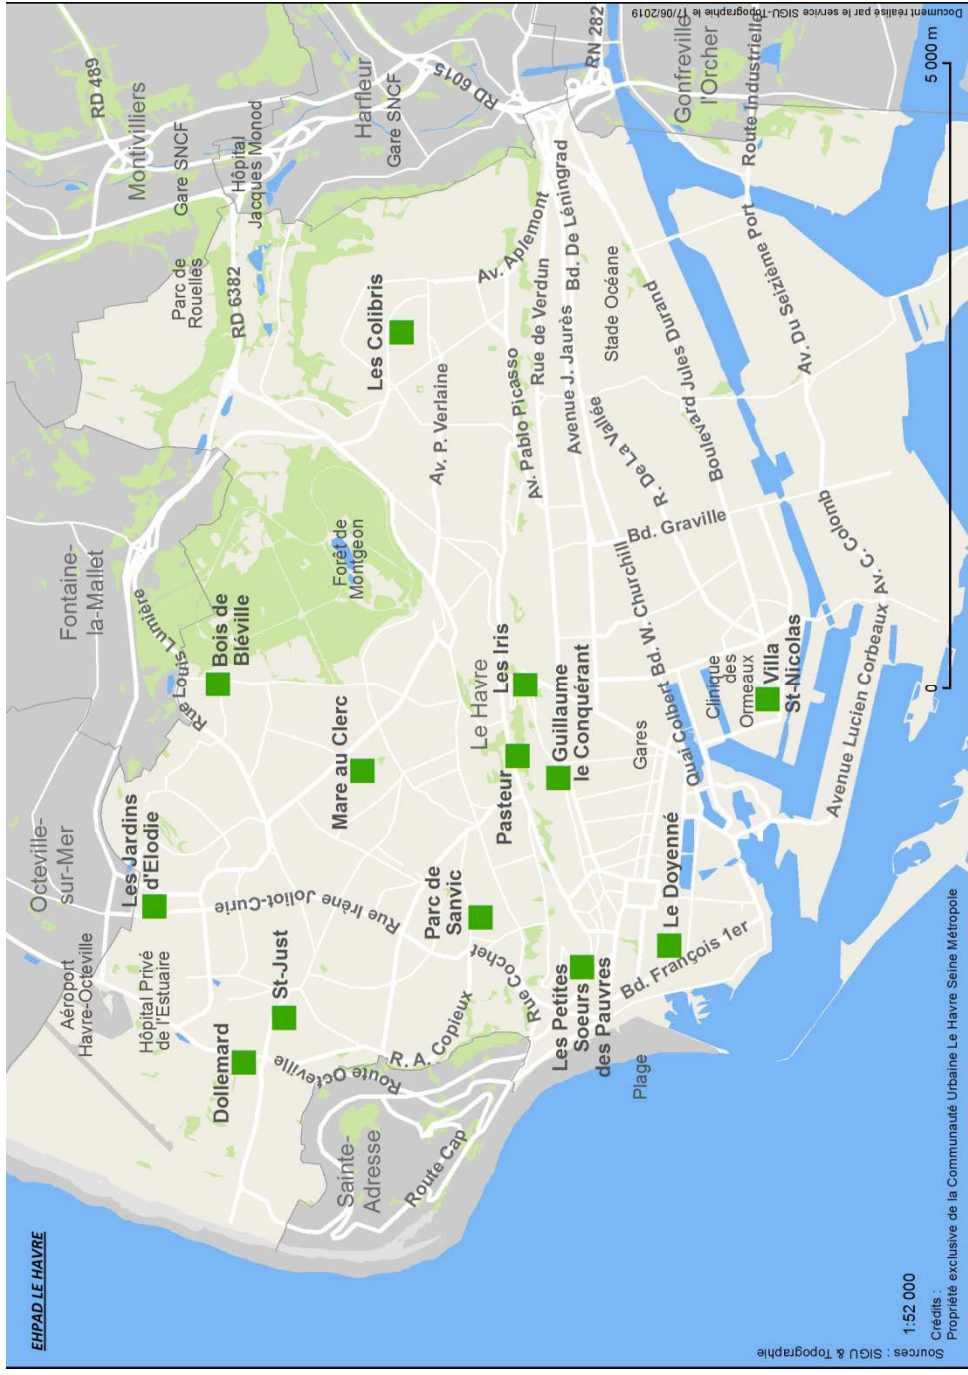 EHPAD LE HAVRE
Aéroport
Havre-Octeville
Octeville-
sur-Mer
Fontaine-
la-Mallet
Montivilliers
RD 489
Gare SNCF
Hôpital
Jacques Monod
Harfleur
Gare SNCF
RD 6015
RN 282
Gonfreville
l'Orcher
Route Industrielle
Parc de
Rouelles
RD 6382
Hôpital Privé
de l'Estuaire
Les Jardins
d'Elodie
Rue Louis Lumière
Bois de
Bléville
Dollemard
St-Just
Route Octeville
Rue Irène Joliot-Curie
Mare au Clerc
Forêt de
Montgeon
Les Colibris
Av. P. Verlaine
Av. Aplemont
Sainte-
Adresse
Route Cap
R. A. Copieux
Parc de
Sanvic
Rue Cochet
Le Havre
Pasteur
Les Iris
Av. Pablo Picasso
Rue de Verdun
Guillaume
le Conquérant
Avenue J. Jaurès
Bd. De Léningrad
Les Petites
Soeurs
des Pauvres
Stade Océane
R. De La Vallée
Boulevard Jules Durand
Bd. Graville
Plage
Bd. François 1er
Le Doyenné
Gares
Quai Colbert
Bd. W. Churchill
Clinique
des
Ormeaux
Villa
St-Nicolas
Av. Du Seizième Port
Av. C. Colomb
Avenue Lucien Corbeaux
0
5 000 m
1:52 000
Crédits :
Propriété exclusive de la Communauté Urbaine Le Havre Seine Métropole
Sources : SIGU & Topographie
Document réalisé par le service SIGU-Topographie le 17/06/2019